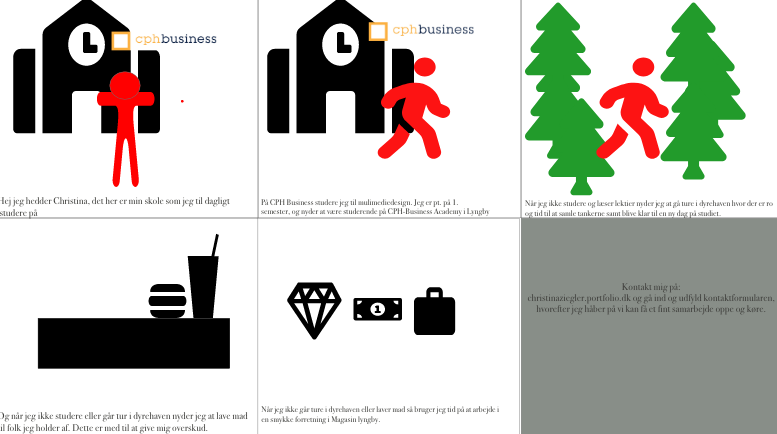 cphbusiness
Hej jeg hedder Christina, det her er min skole som jeg til dagligt
studere på
cphbusiness
På CPH Business studere jeg til mulimediedesign. Jeg er pt. på 1.
semester, og nyder at være studerende på CPH-Business Academy i Lyngby
Når jeg ikke studere og læser lektier nyder jeg at gå ture i dyrehaven hvor der er ro
og tid til at samle tankerne samt blive klar til en ny dag på studiet.
Og når jeg ikke studere eller går tur i dyrehaven nyder jeg at lave mad
til folk jeg holder af. Dette er med til at give mig overskud.
1
Når jeg ikke går ture i dyrehaven eller laver mad så bruger jeg tid på at arbejde i
en smykke forretning i Magasin lyngby.
Kontakt mig på:
christinaziegler.portfolio.dk og gå ind og udfyld kontaktformularen,
hvorefter jeg håber på vi kan få et fint samarbejde oppe og køre.